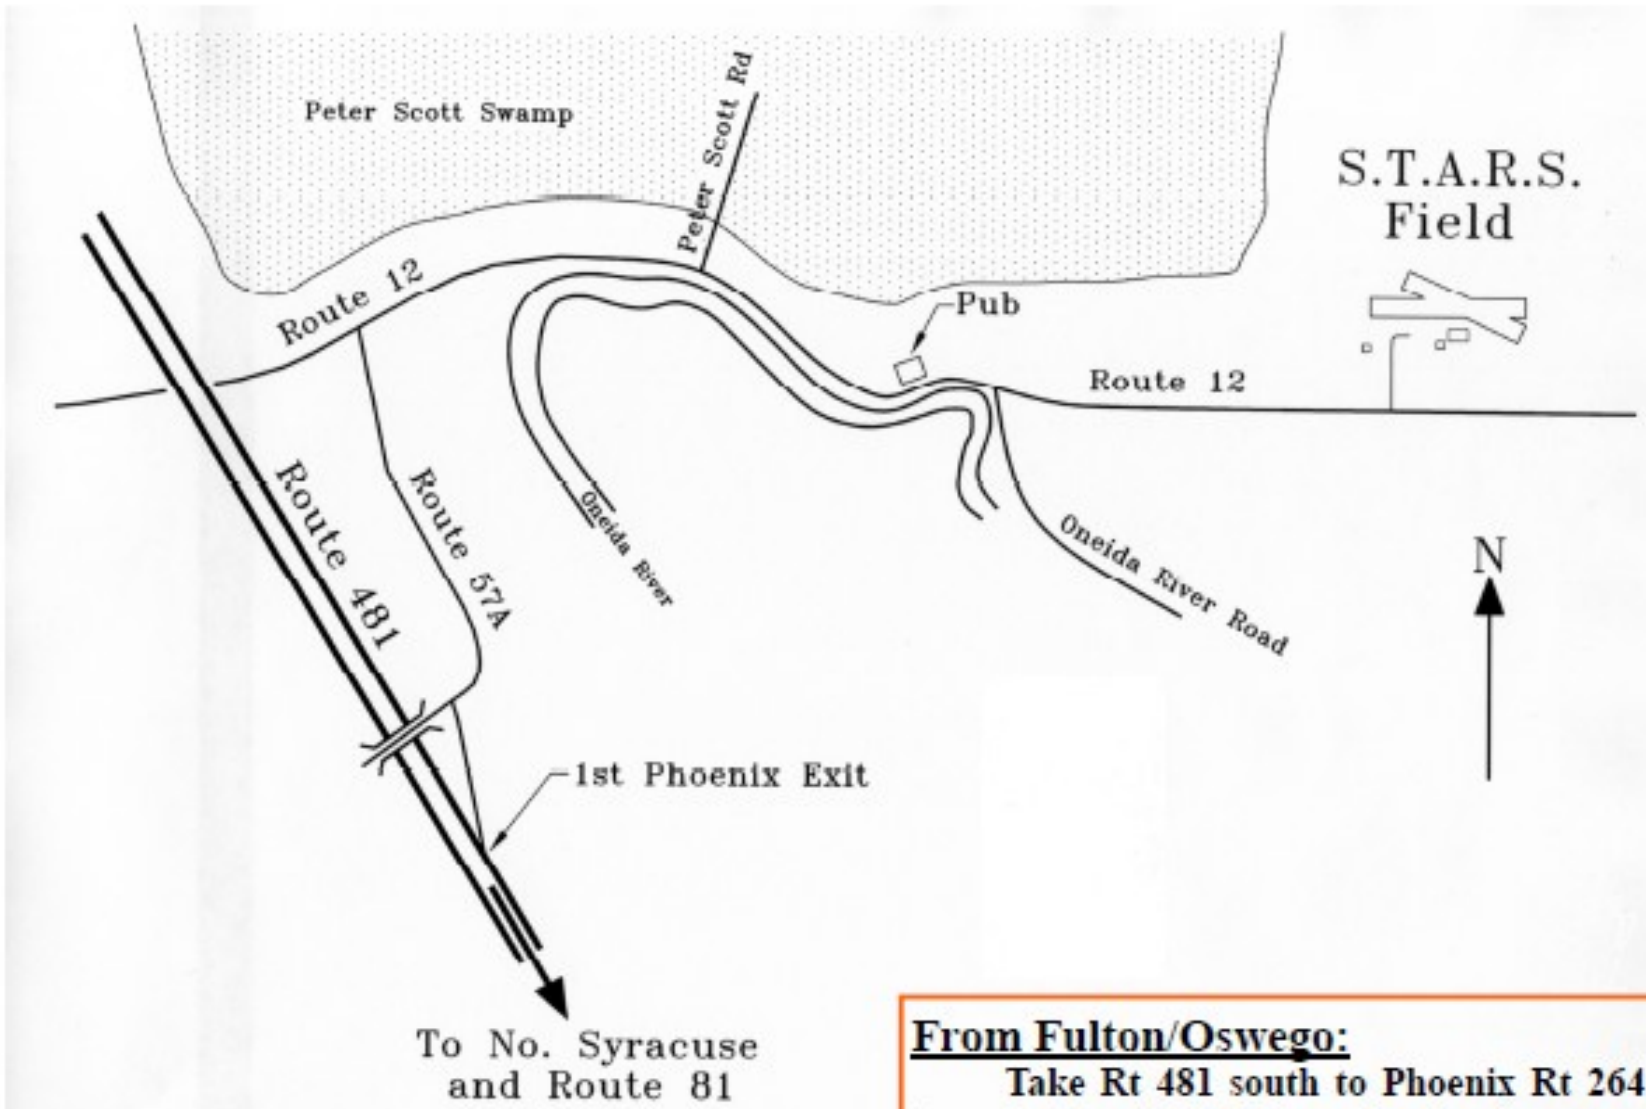 Peter Scott Swamp
Peter Scott Rd
S.T.A.R.S.
Field
Route 12
Pub
Route 12
Route 481
Route 57A
Oneida River
Oneida River Road
N
1st Phoenix Exit
To No. Syracuse
and Route 81
From Fulton/Oswego:
Take Rt 481 south to Phoenix Rt 264